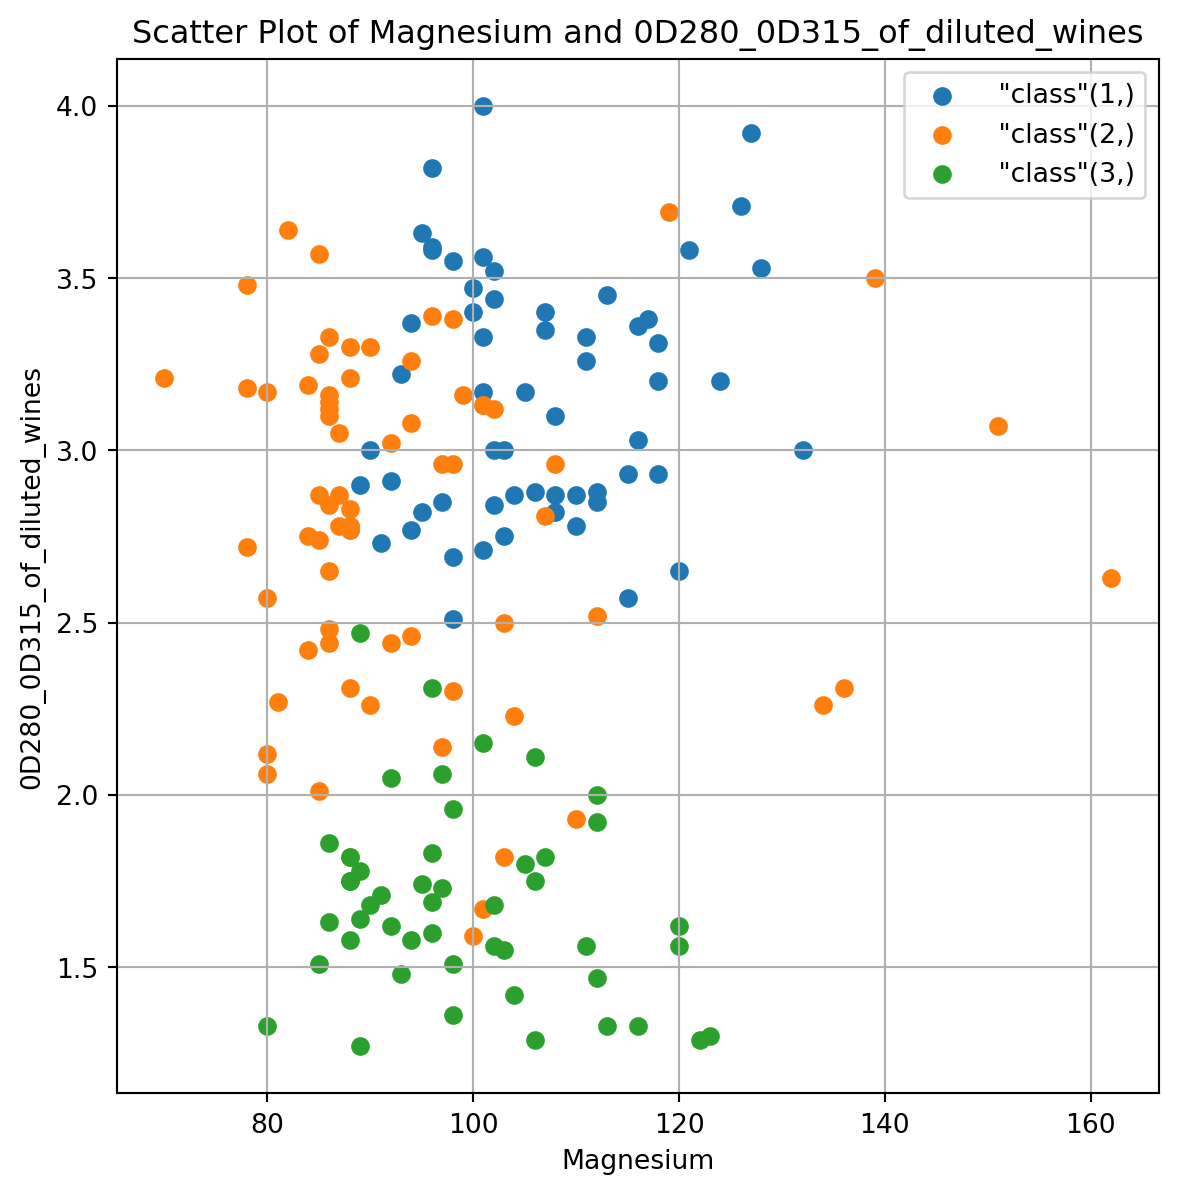 Scatter Plot of Magnesium and 0D280_0D315_of_diluted_wines
"class"(1,)
"class"(2,)
"class"(3,)
0D280_0D315_of_diluted_wines
4.0
3.5
3.0
2.5
2.0
1.5
80 100 120 140 160
Magnesium